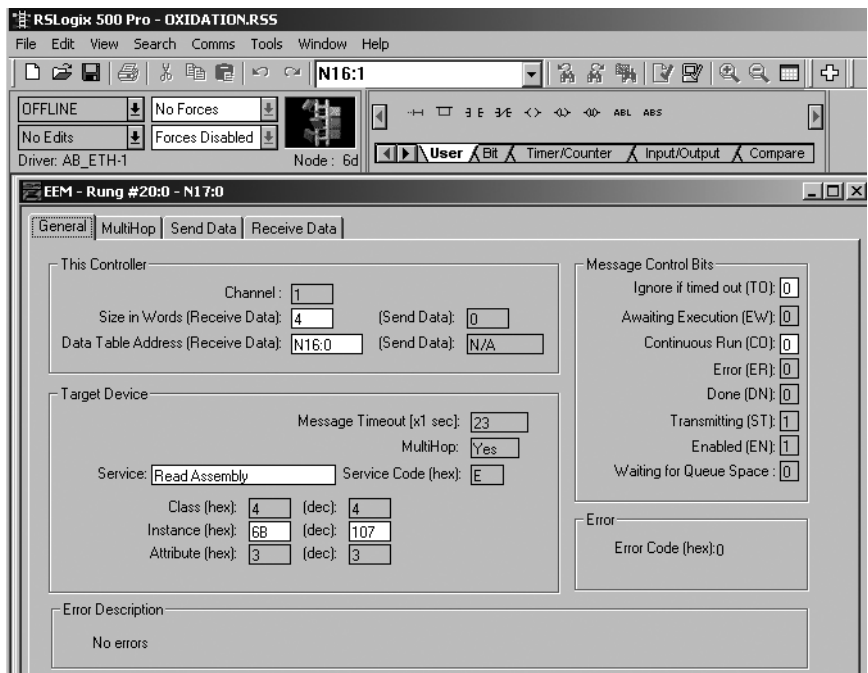 RSLogix 500 Pro - OXIDATION.RSS
File Edit View Search Comms Tools Window Help
N16:1
OFFLINE No Forces
No Edits Forces Disabled
Driver: AB_ETH-1 Node : 6d
ABL ABS
User Bit Timer/Counter Input/Output Compare
EEM - Rung #20:0 - N17:0
General MultiHop Send Data Receive Data
This Controller
Channel : 1
Size in Words (Receive Data): 4 (Send Data): 0
Data Table Address (Receive Data): N16:0 (Send Data): N/A
Target Device
Message Timeout [x1 sec]: 23
MultiHop: Yes
Service: Read Assembly Service Code (hex): E
Class (hex): 4 (dec): 4
Instance (hex): 6B (dec): 107
Attribute (hex): 3 (dec): 3
Message Control Bits
Ignore if timed out (TO): 0
Awaiting Execution (EW): 0
Continuous Run (CO): 0
Error (ER): 0
Done (DN): 0
Transmitting (ST): 1
Enabled (EN): 1
Waiting for Queue Space : 0
Error
Error Code (hex):0
Error Description
No errors